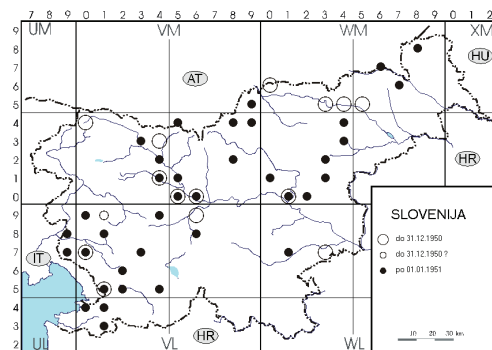 7 8 9 0 1 2 3 4 5 6 7 8 9 0 1 2 3 4 5 6 7 8 9 0 1 2
UM VM WM XM
9
8
7
6
5
4
3
2
1
0
9
8
7
6
5
4
3
2
AT
HU
HR
IT
HR
UL VL WL
SLOVENIJA
do 31.12.1950
do 31.12.1950 ?
po 01.01.1951
10 20 30 km